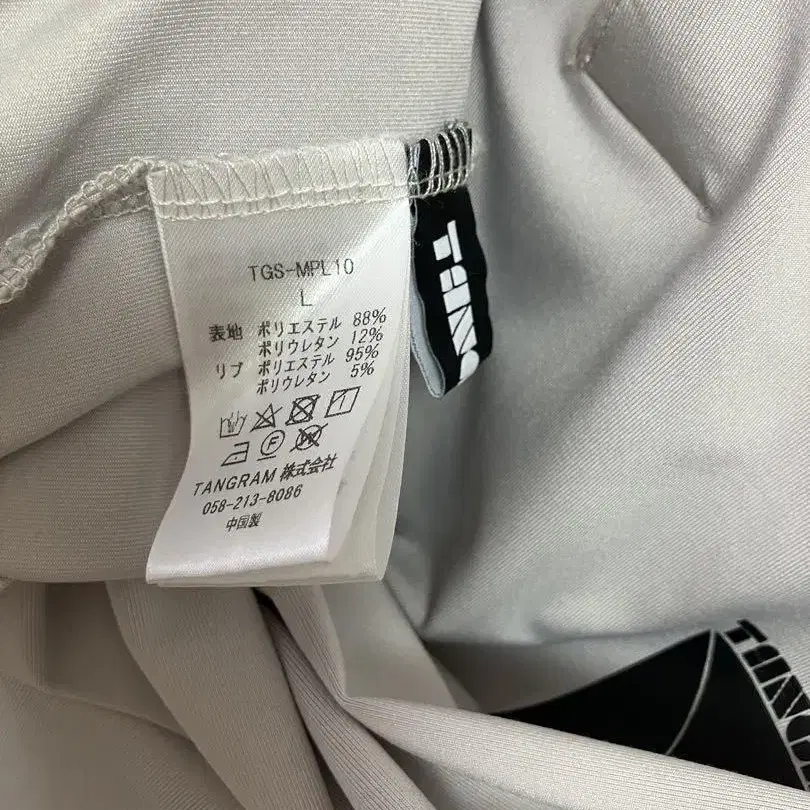 TGS-MPL10
L
表地 ポリエステル 88%
ポリウレタン 12%
リブ ポリエステル 95%
ポリウレタン 5%
F
TANGRAM 株式会社
058-213-8086
中国製
TANG
TANG